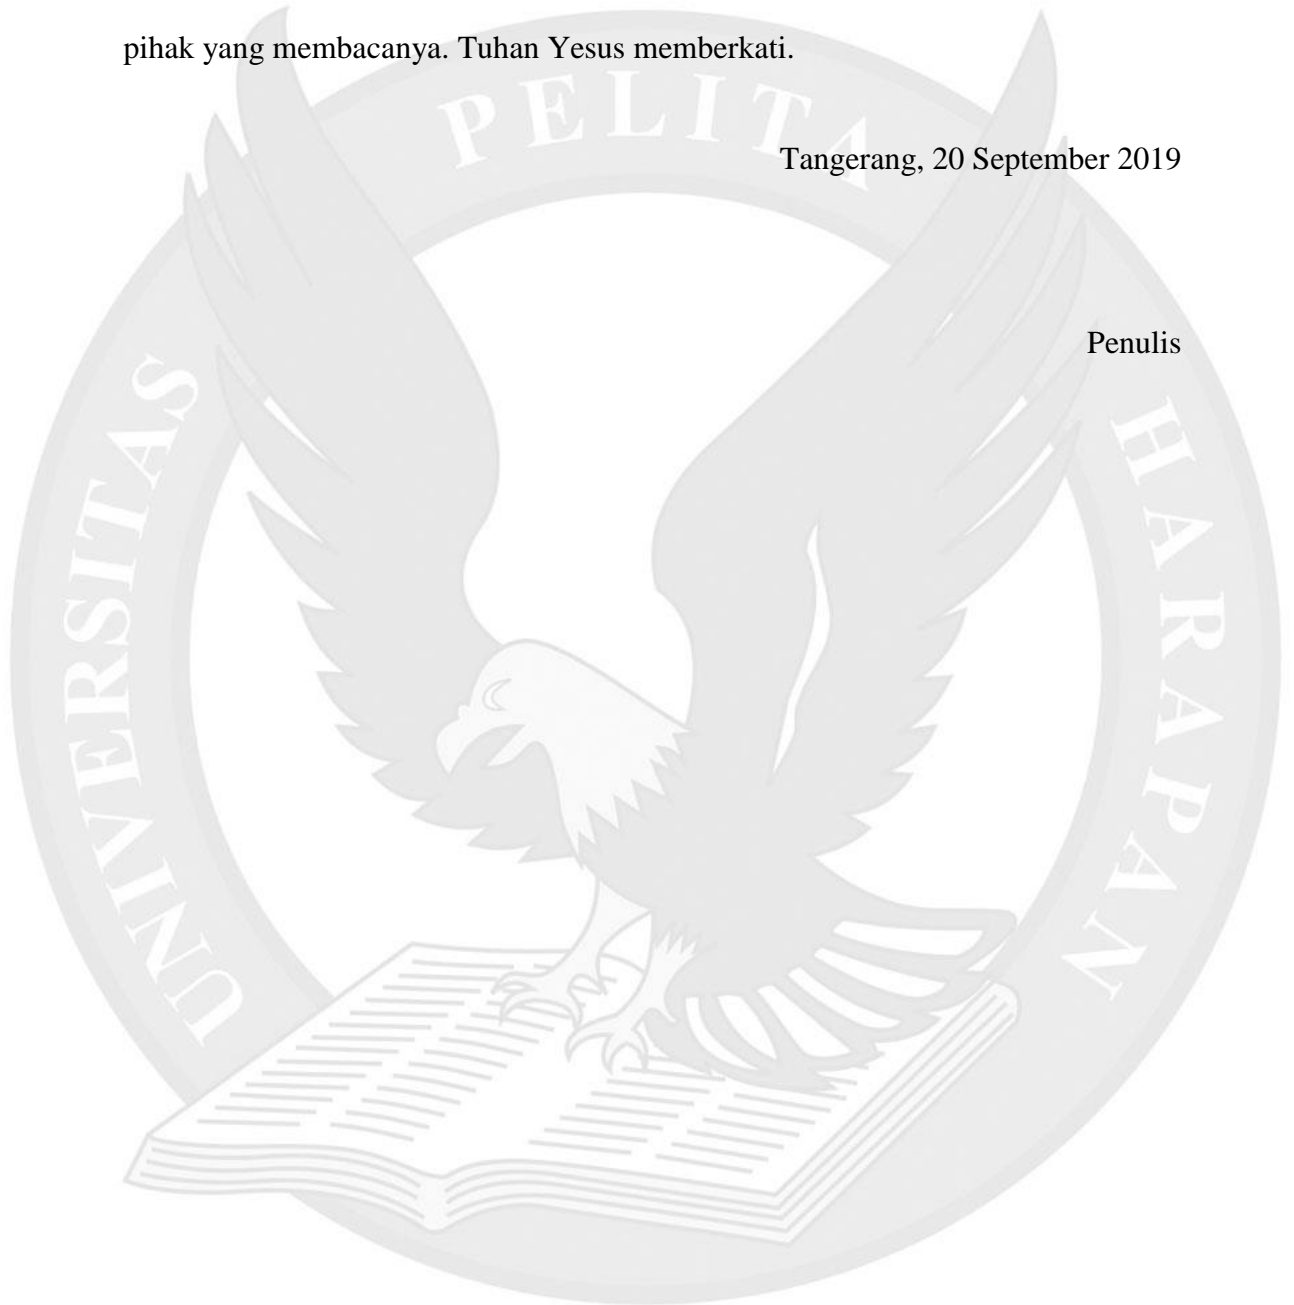 pihak yang membacanya. Tuhan Yesus memberkati.
Tangerang, 20 September 2019
Penulis
UNIVERSITAS PELITA HARAPAN